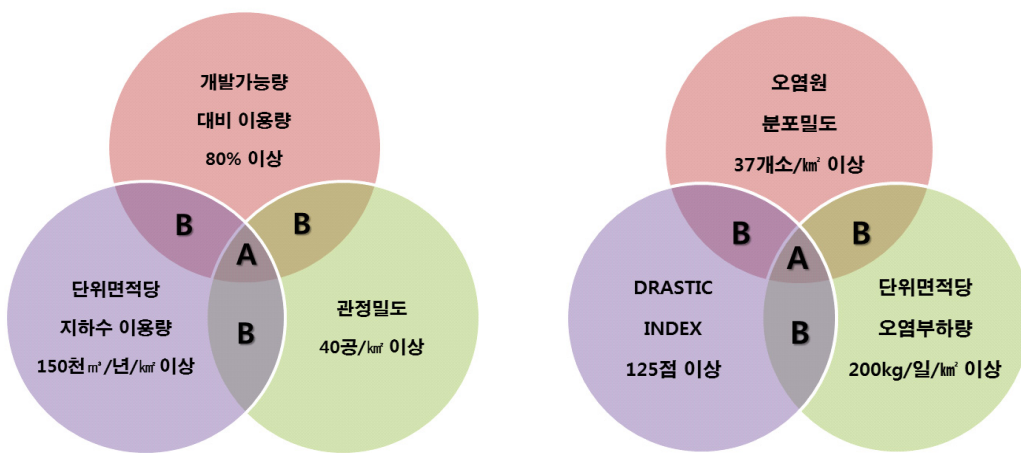 개발가능량
대비 이용량
80% 이상
B
B
A
단위면적당
지하수 이용량
150천㎥/년/㎢이상
B
관정밀도
40공/㎢ 이상
오염원
분포밀도
37개소/㎢ 이상
B
B
A
DRASTIC
INDEX
125점 이상
B
단위면적당
오염부하량
200kg/일/㎢ 이상